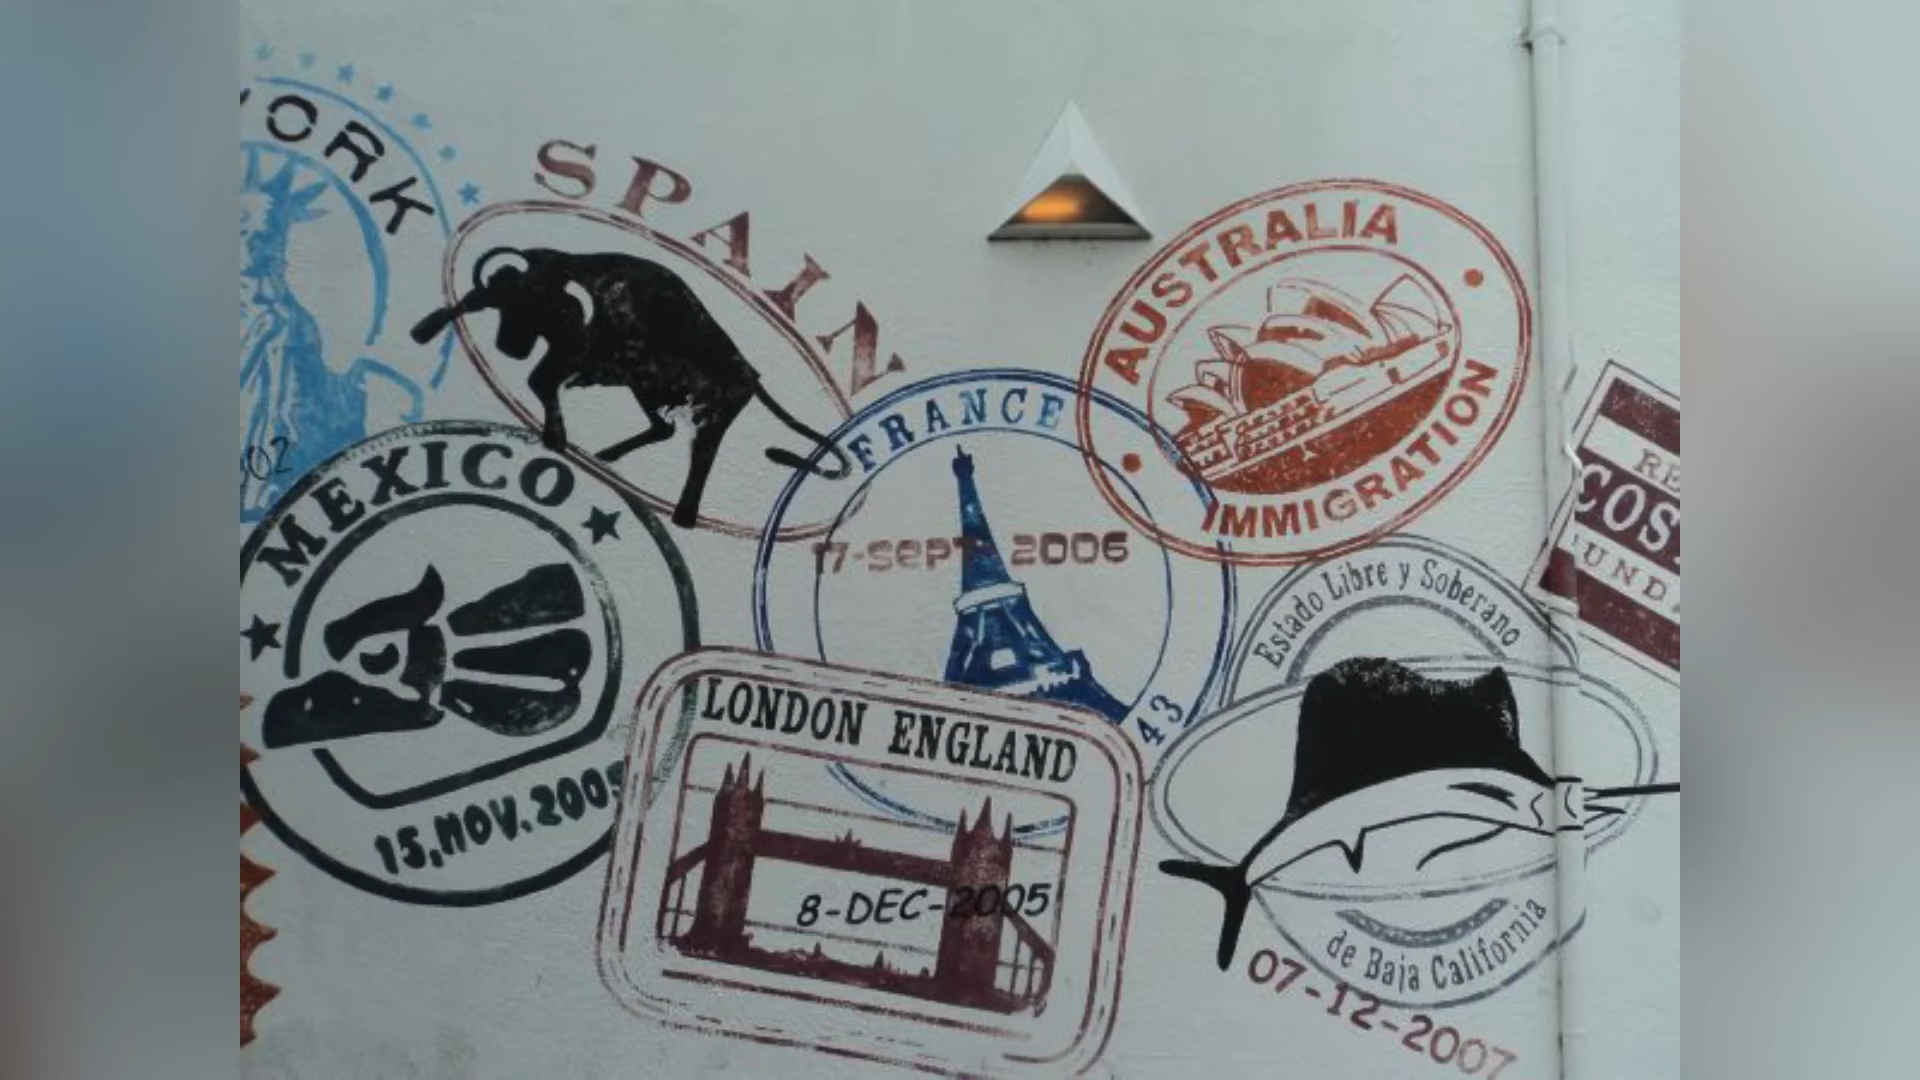 YORK
SPAIN
AUSTRALIA
IMMIGRATION
FRANCE
17-SEPT-2006
43
MEXICO
15,NOV.2005
LONDON ENGLAND
8-DEC-2005
Estado Libre y Soberano
de Baja California
07-12-2007